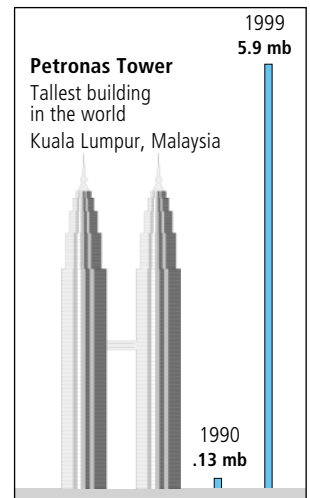 1999
5.9 mb
Petronas Tower
Tallest building
in the world
Kuala Lumpur, Malaysia
1990
.13 mb